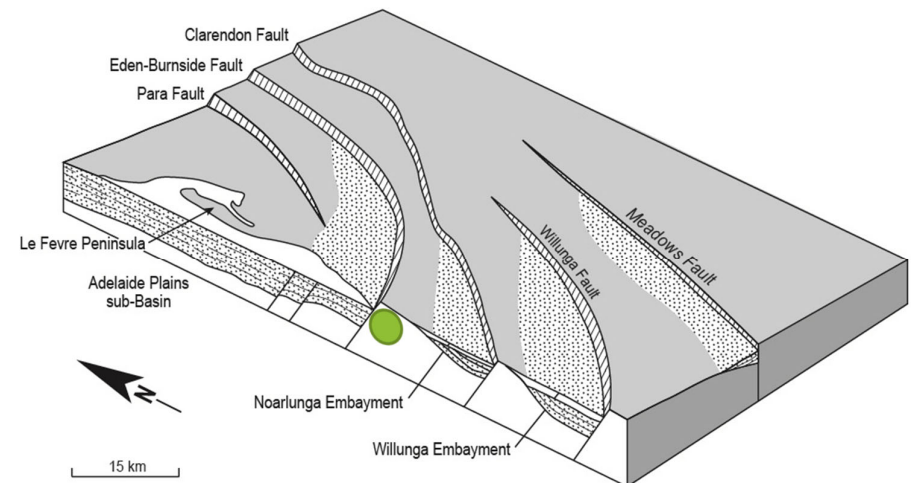 Clarendon Fault
Eden-Burnside Fault
Para Fault
Meadows Fault
Willunga Fault
Le Fevre Peninsula
Adelaide Plains
sub-Basin
N
Noarlunga Embayment
Willunga Embayment
15 km